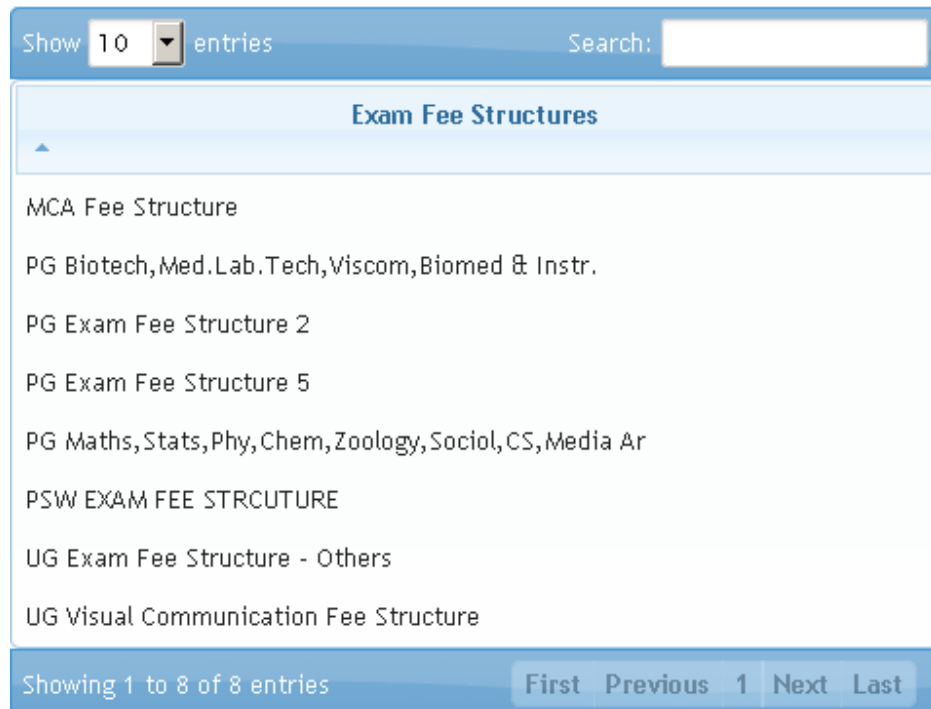 Show 10 entries Search:
Exam Fee Structures
MCA Fee Structure
PG Biotech,Med.Lab.Tech,Viscom,Biomed & Instr.
PG Exam Fee Structure 2
PG Exam Fee Structure 5
PG Maths,Stats,Phy,Chem,Zoology,Sociol,CS,Media Ar
PSW EXAM FEE STRCUTURE
UG Exam Fee Structure - Others
UG Visual Communication Fee Structure
Showing 1 to 8 of 8 entries First Previous 1 Next Last